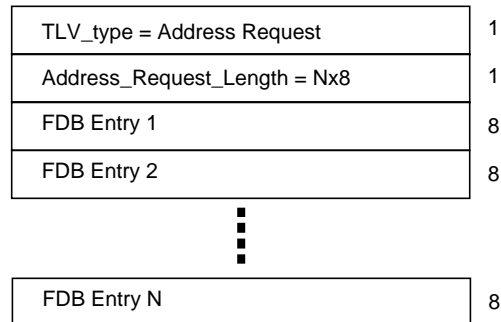 TLV_type = Address Request 1
Address_Request_Length = Nx8 1
FDB Entry 1 8
FDB Entry 2 8
FDB Entry N 8